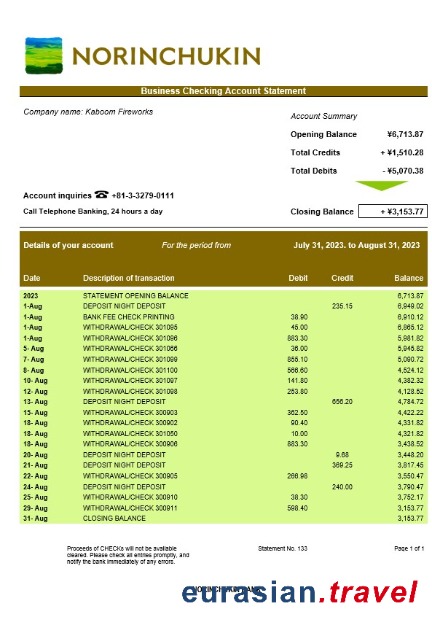 NORINCHUKIN
Business Checking Account Statement
Company name: Kaboom Fireworks
Account Summary
Opening Balance ¥6,713.87
Total Credits + ¥1,510.28
Total Debits - ¥5,070.38
Account inquiries ☎ +81-3-3279-0111
Call Telephone Banking, 24 hours a day
Closing Balance + ¥3,153.77
Details of your account For the period from July 31, 2023. to August 31, 2023
Date Description of transaction Debit Credit Balance
2023 STATEMENT OPENING BALANCE 6,713.87
1-Aug DEPOSIT NIGHT DEPOSIT 235.15 6,949.02
1-Aug BANK FEE CHECK PRINTING 38.90 6,910.12
1-Aug WITHDRAWAL/CHECK 301095 45.00 6,865.12
1-Aug WITHDRAWAL/CHECK 301096 883.30 5,981.82
5- Aug WITHDRAWAL/CHECK 301066 36.00 5,945.82
7- Aug WITHDRAWAL/CHECK 301099 855.10 5,090.72
8- Aug WITHDRAWAL/CHECK 301100 566.60 4,524.12
10- Aug WITHDRAWAL/CHECK 301097 141.80 4,382.32
12- Aug WITHDRAWAL/CHECK 301098 253.80 4,128.52
13- Aug DEPOSIT NIGHT DEPOSIT 656.20 4,784.72
15- Aug WITHDRAWAL/CHECK 300903 362.50 4,422.22
18- Aug WITHDRAWAL/CHECK 300902 90.40 4,331.82
18- Aug WITHDRAWAL/CHECK 301050 10.00 4,321.82
18- Aug WITHDRAWAL/CHECK 300906 883.30 3,438.52
20- Aug DEPOSIT NIGHT DEPOSIT 9.68 3,448.20
21- Aug DEPOSIT NIGHT DEPOSIT 369.25 3,817.45
22- Aug WITHDRAWAL/CHECK 300905 266.98 3,550.47
24- Aug DEPOSIT NIGHT DEPOSIT 240.00 3,790.47
25- Aug WITHDRAWAL/CHECK 300910 38.30 3,752.17
29- Aug WITHDRAWAL/CHECK 300911 598.40 3,153.77
31- Aug CLOSING BALANCE 3,153.77
Proceeds of CHECKs will not be available Statement No. 133 Page 1 of 1
cleared. Please check all entries promptly, and
notify the bank immediately of any errors.
eurasian.travel